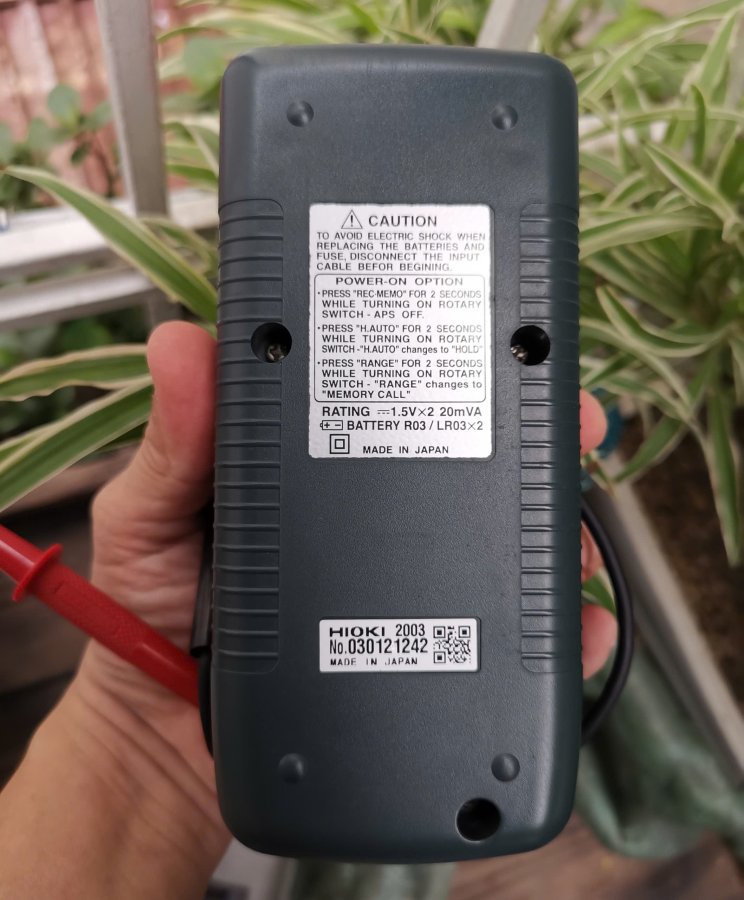 CAUTION
TO AVOID ELECTRIC SHOCK WHEN
REPLACING THE BATTERIES AND
FUSE, DISCONNECT THE INPUT
CABLE BEFOR BEGINING.
POWER-ON OPTION
・PRESS "REC·MEMO" FOR 2 SECONDS
WHILE TURNING ON ROTARY
SWITCH - APS OFF.
・PRESS "H.AUTO" FOR 2 SECONDS
WHILE TURNING ON ROTARY
SWITCH -"H.AUTO" changes to "HOLD"
・PRESS "RANGE" FOR 2 SECONDS
WHILE TURNING ON ROTARY
SWITCH - "RANGE" changes to
"MEMORY CALL"
RATING ⎓1.5V×2 20mVA
BATTERY R03 / LR03×2
MADE IN JAPAN
HIOKI 2003
No.030121242
MADE IN JAPAN